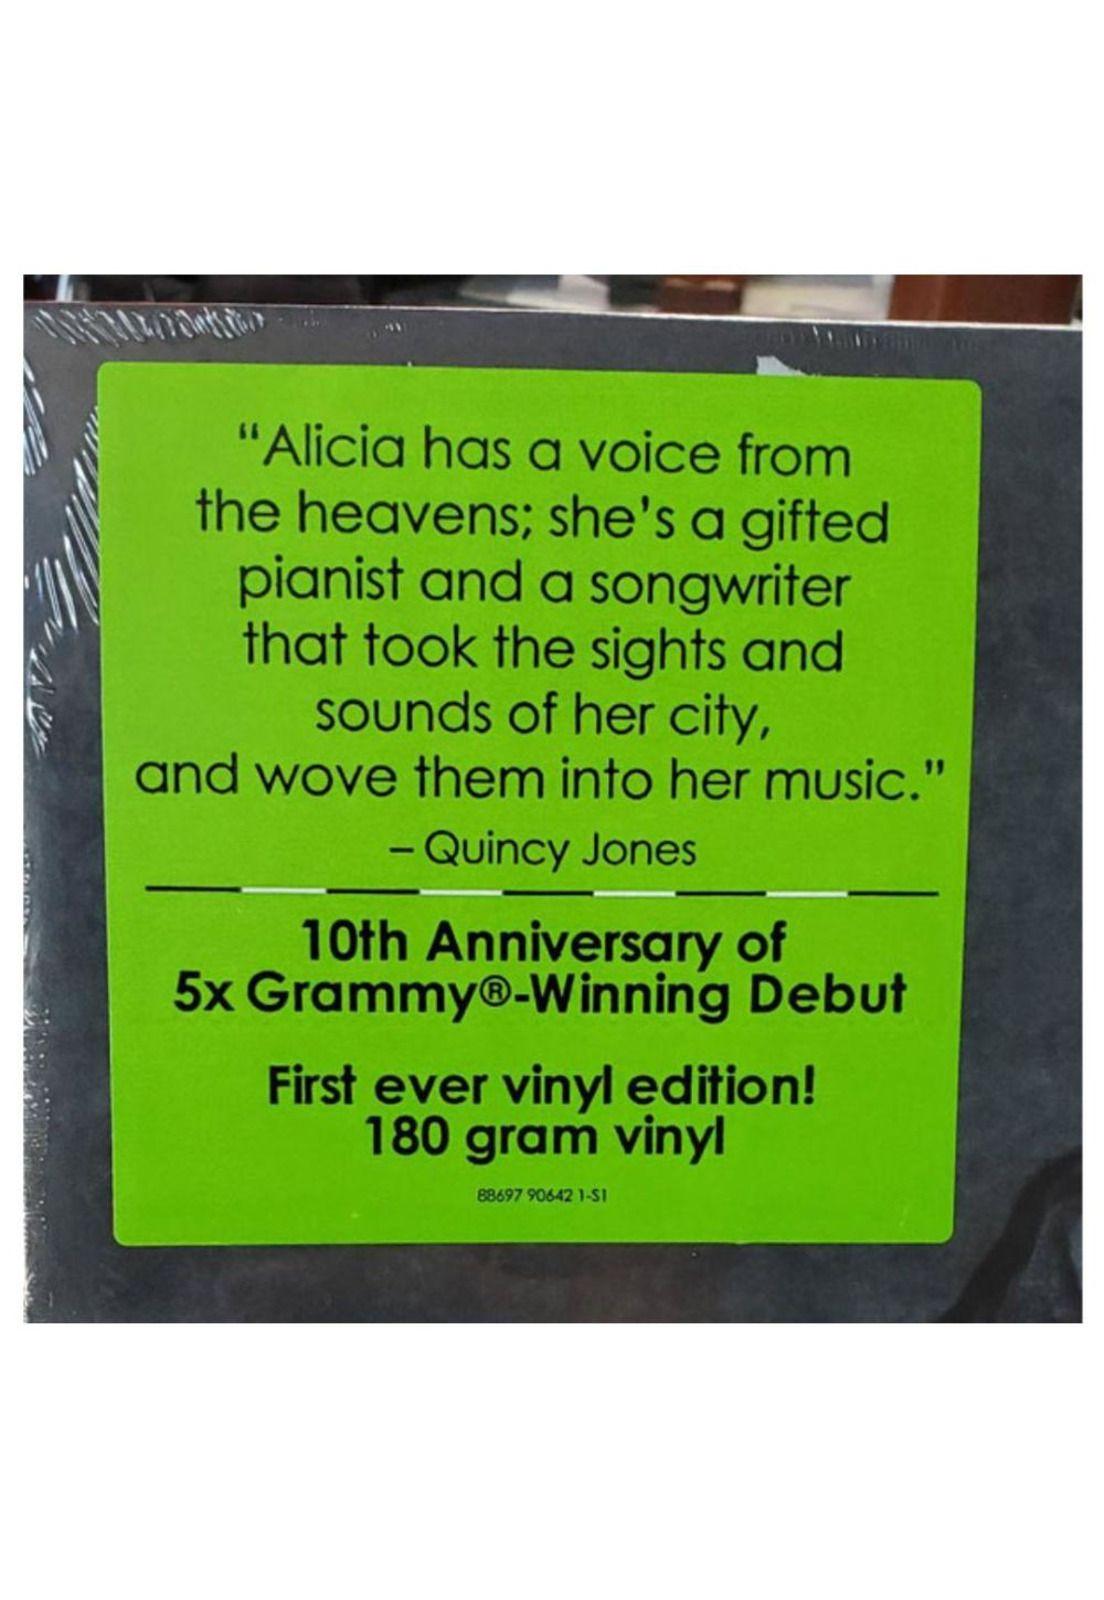 “Alicia has a voice from
the heavens; she’s a gifted
pianist and a songwriter
that took the sights and
sounds of her city,
and wove them into her music.”
– Quincy Jones
10th Anniversary of
5x Grammy®-Winning Debut
First ever vinyl edition!
180 gram vinyl
88697 90642 1-S1